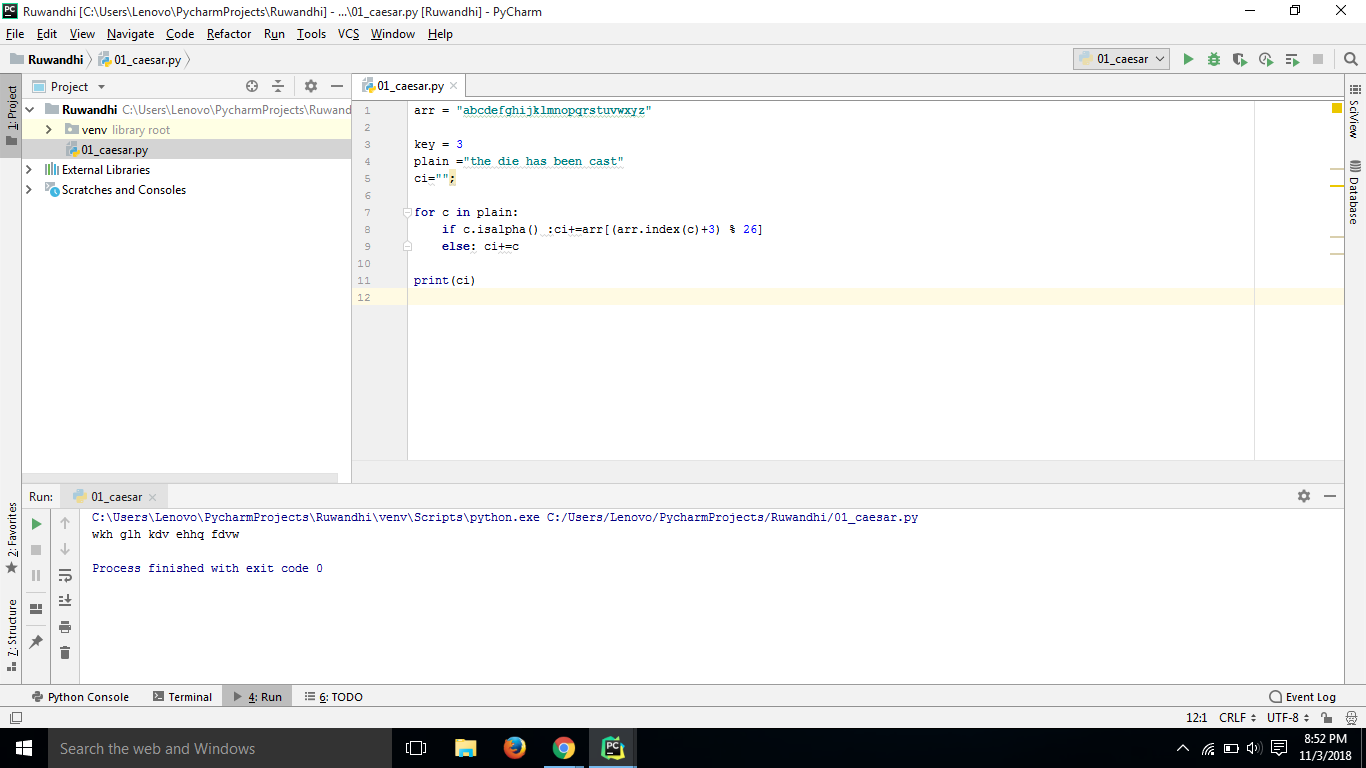 Ruwandhi [C:\Users\Lenovo\PycharmProjects\Ruwandhi] - ...\01_caesar.py [Ruwandhi] - PyCharm
File Edit View Navigate Code Refactor Run Tools VCS Window Help
Ruwandhi 01_caesar.py 01_caesar
1: Project
Project
Ruwandhi C:\Users\Lenovo\PycharmProjects\Ruwand
venv library root
01_caesar.py
External Libraries
Scratches and Consoles
01_caesar.py
1 arr = "abcdefghijklmnopqrstuvwxyz"
2
3 key = 3
4 plain ="the die has been cast"
5 ci="";
6
7 for c in plain:
8 if c.isalpha() :ci+=arr[(arr.index(c)+3) % 26]
9 else: ci+=c
10
11 print(ci)
12
SciView
Database
2: Favorites
7: Structure
Run: 01_caesar
C:\Users\Lenovo\PycharmProjects\Ruwandhi\venv\Scripts\python.exe C:/Users/Lenovo/PycharmProjects/Ruwandhi/01_caesar.py
wkh glh kdv ehhq fdvw
Process finished with exit code 0
Python Console Terminal 4: Run 6: TODO Event Log
12:1 CRLF UTF-8
Search the web and Windows
8:52 PM
11/3/2018